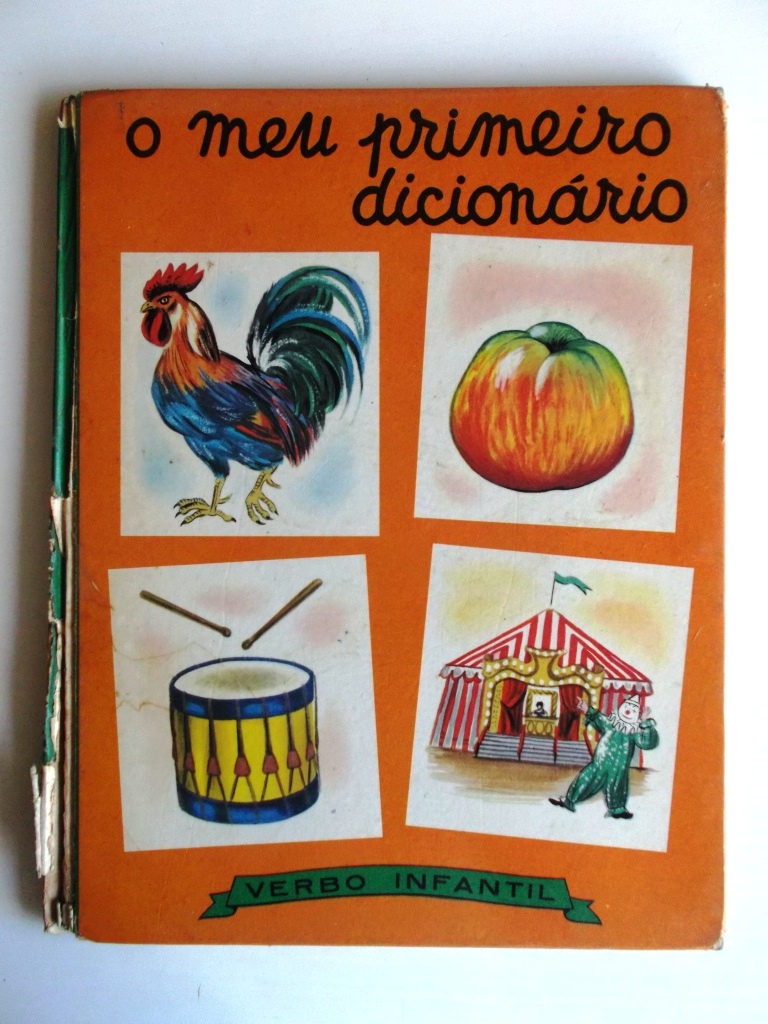 o meu primeiro
dicionário
VERBO INFANTIL